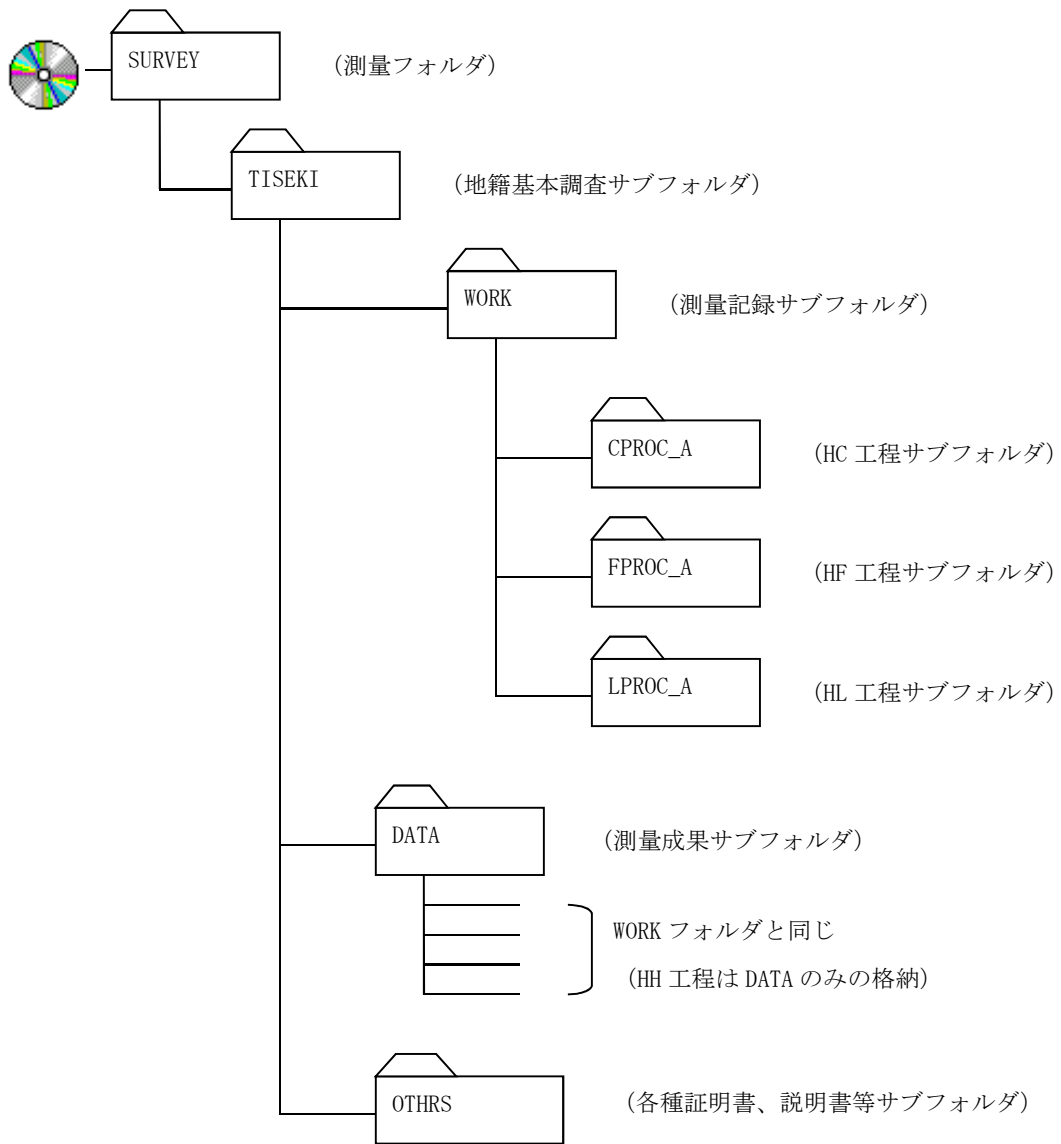 SURVEY (測量フォルダ)
TISEKI (地籍基本調査サブフォルダ)
WORK (測量記録サブフォルダ)
CPROC_A (HC 工程サブフォルダ)
FPROC_A (HF 工程サブフォルダ)
LPROC_A (HL 工程サブフォルダ)
DATA (測量成果サブフォルダ)
WORK フォルダと同じ
(HH 工程は DATA のみの格納)
OTHRS (各種証明書、説明書等サブフォルダ)